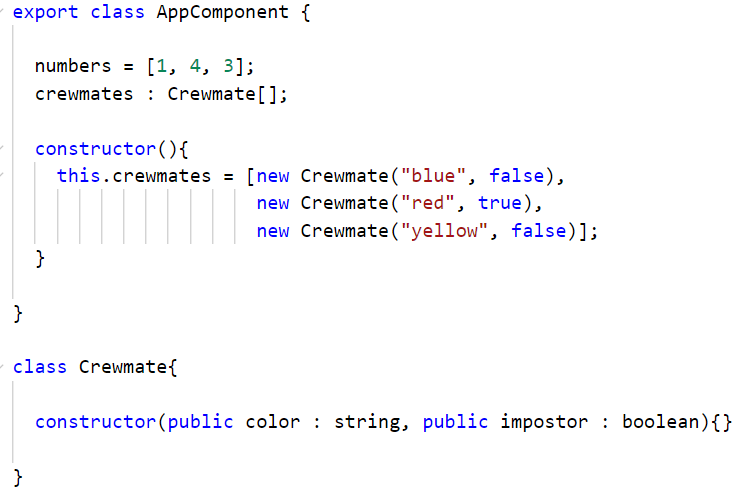 export class AppComponent {
numbers = [1, 4, 3];
crewmates : Crewmate[];
constructor(){
this.crewmates = [new Crewmate("blue", false),
new Crewmate("red", true),
new Crewmate("yellow", false)];
}
}
class Crewmate{
constructor(public color : string, public impostor : boolean){}
}